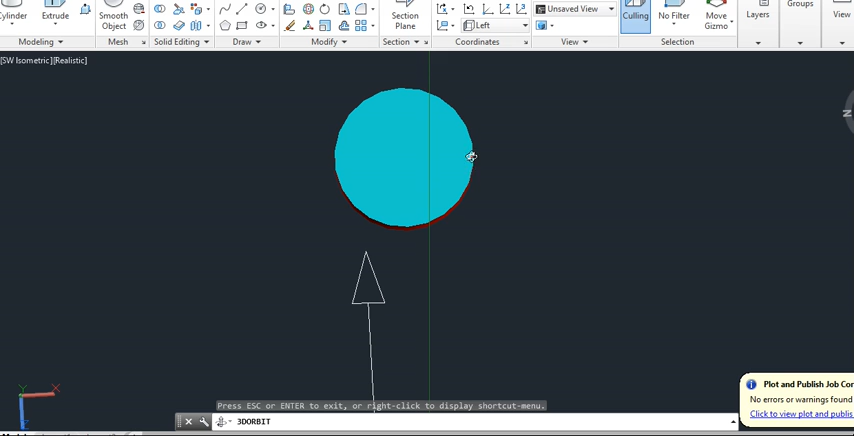 Cylinder Extrude Smooth Object Section Plane Culling No Filter Move Gizmo Layers Groups View
Left Unsaved View
Modeling Mesh Solid Editing Draw Modify Section Coordinates View Selection
[SW Isometric][Realistic]
N
Y X
Press ESC or ENTER to exit, or right-click to display shortcut-menu.
3DORBIT
Plot and Publish Job Co
No errors or warnings found
Click to view plot and publis